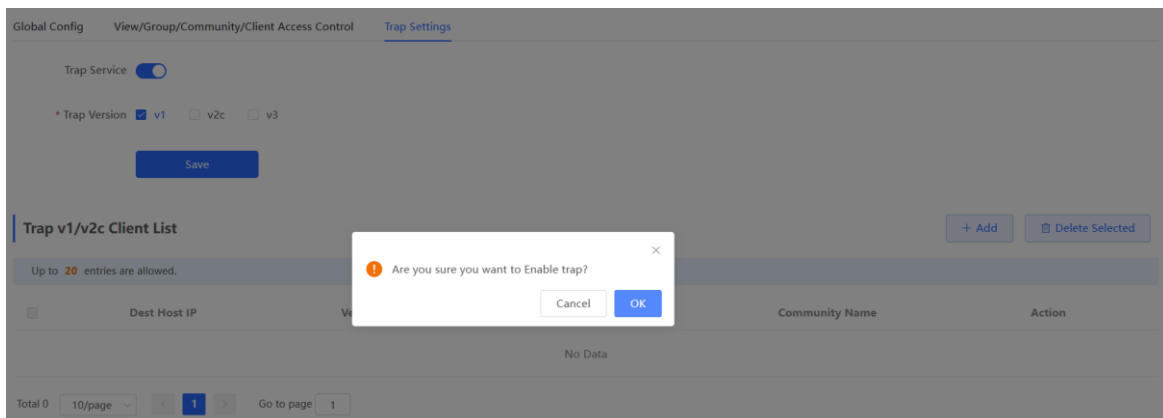 Global Config View/Group/Community/Client Access Control Trap Settings
Trap Service
* Trap Version v1 v2c v3
Save
Trap v1/v2c Client List + Add Delete Selected
Up to 20 entries are allowed.
Are you sure you want to Enable trap?
Cancel OK
Dest Host IP Community Name Action
No Data
Total 0 10/page < 1 > Go to page 1